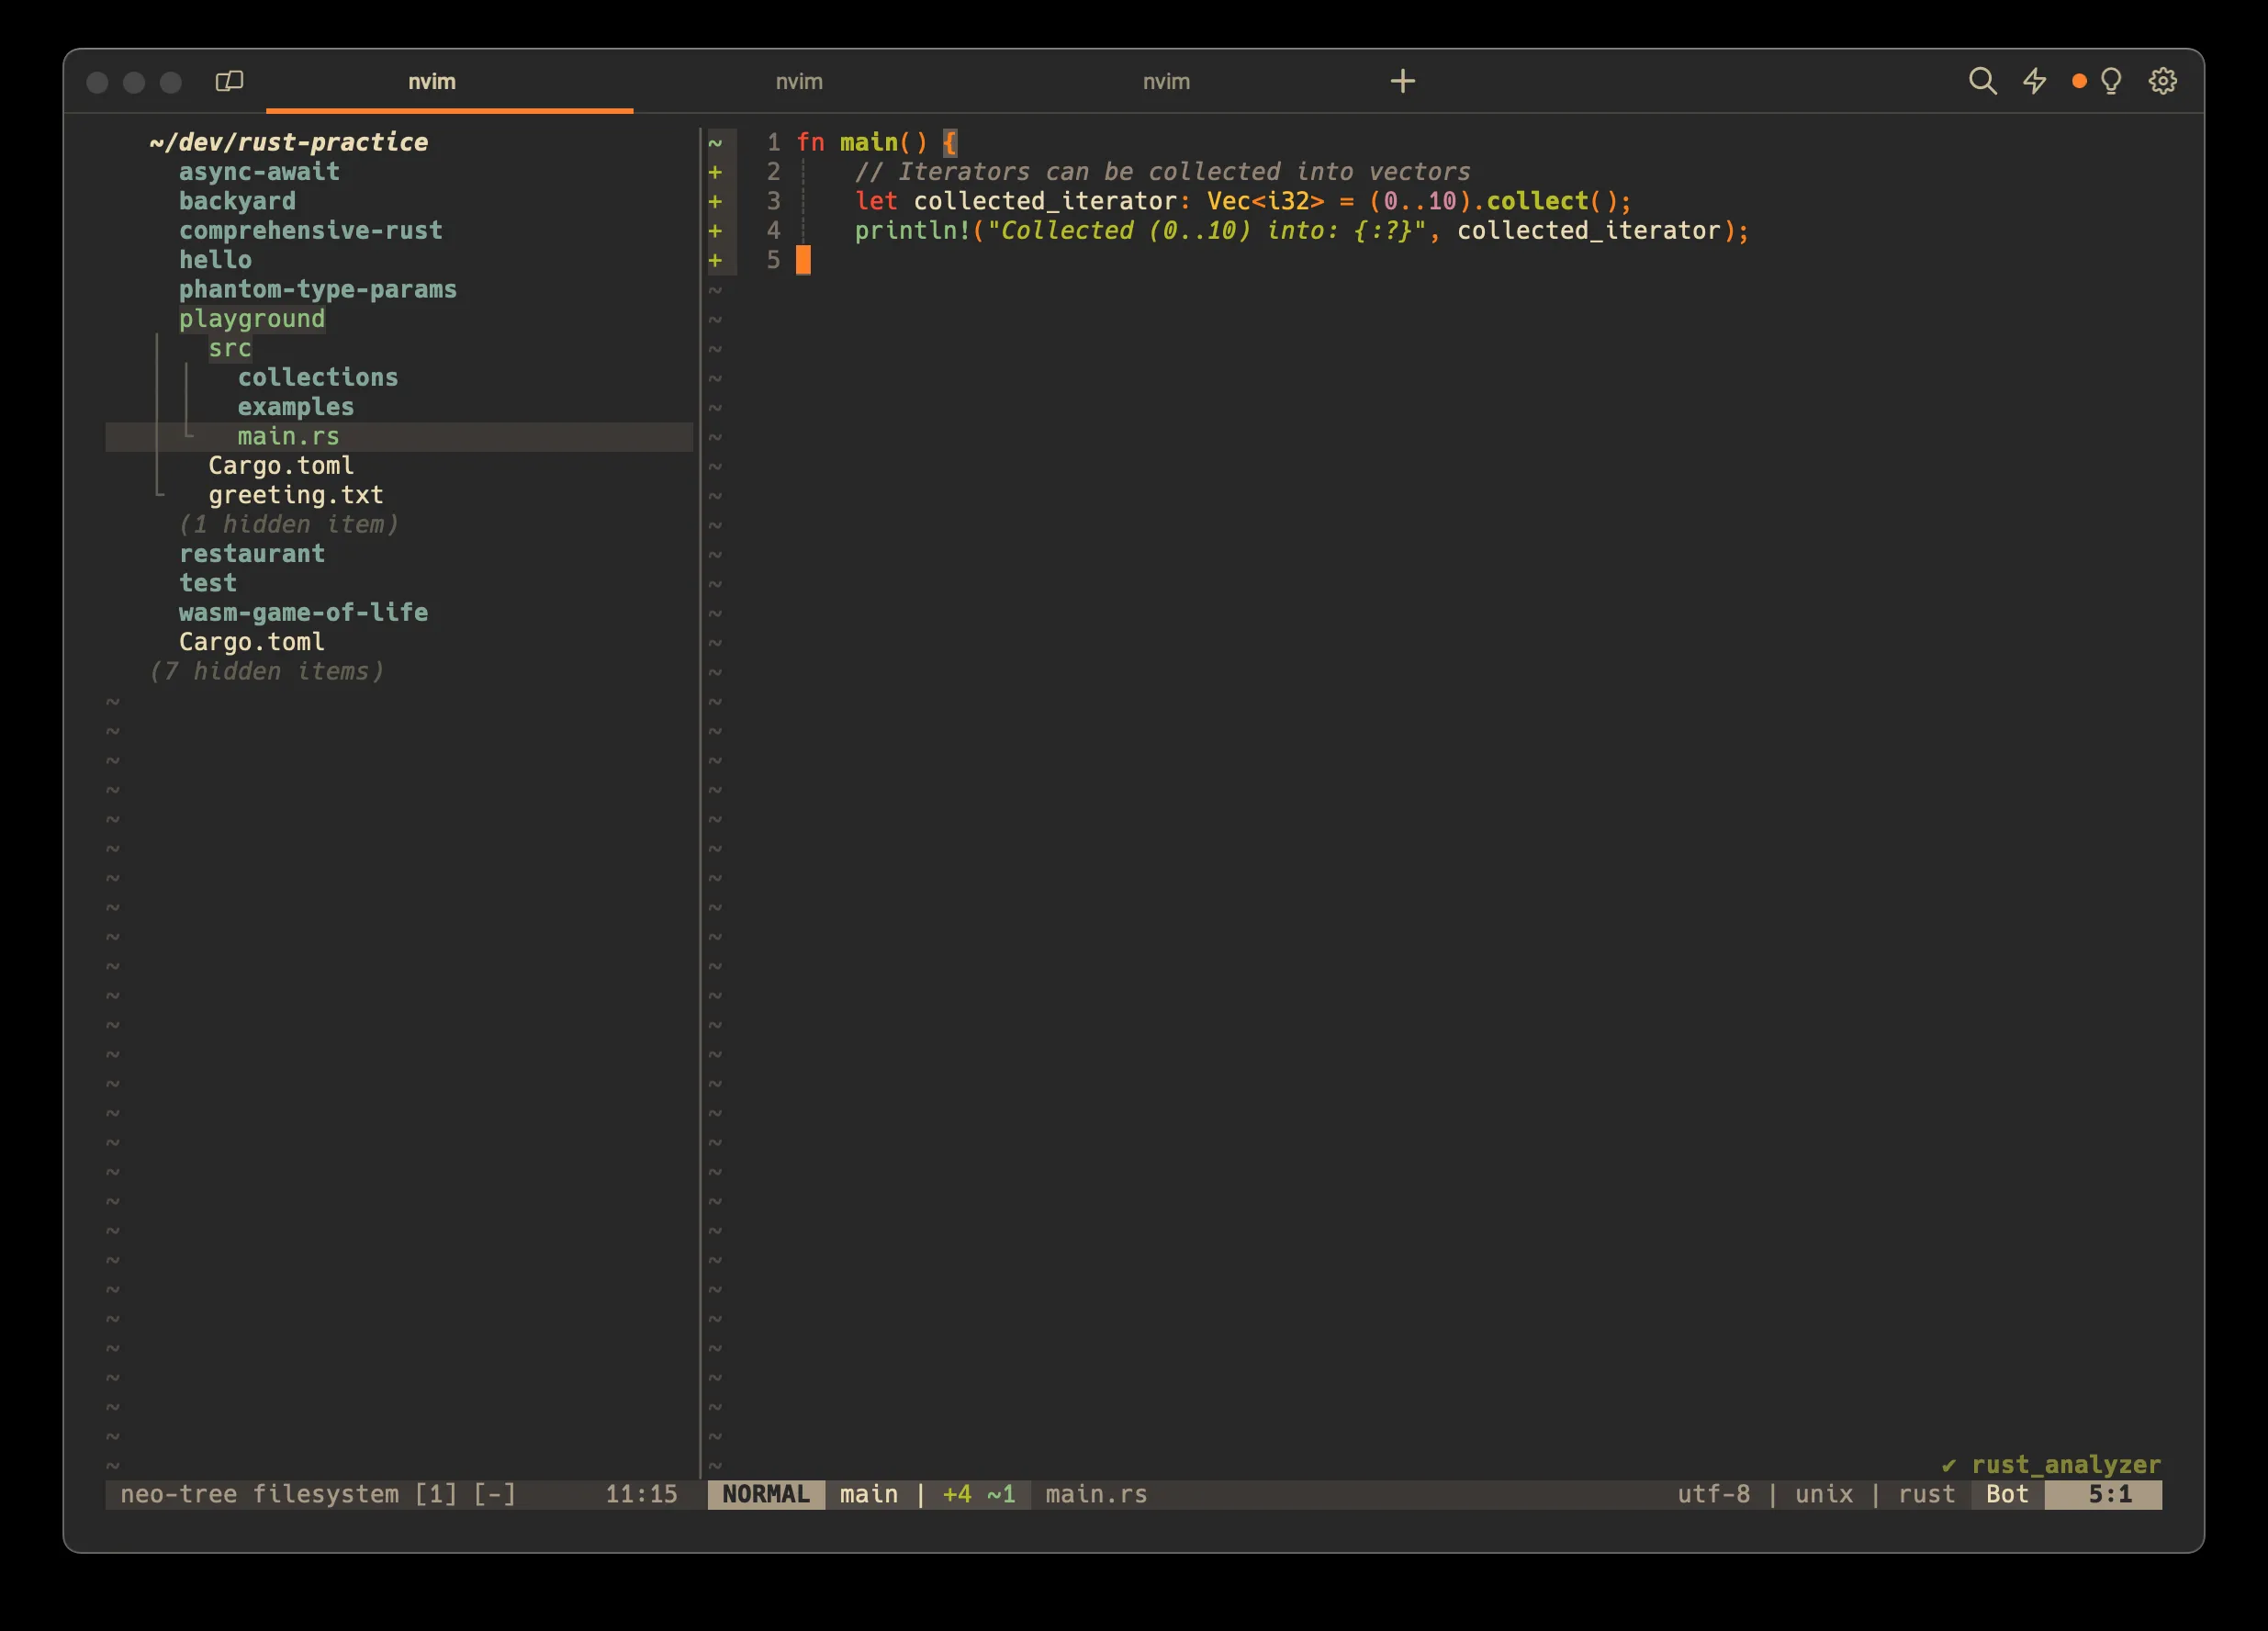 nvim
nvim
nvim
~/dev/rust-practice
async-await
backyard
comprehensive-rust
hello
phantom-type-params
playground
src
collections
examples
main.rs
Cargo.toml
greeting.txt
(1 hidden item)
restaurant
test
wasm-game-of-life
Cargo.toml
(7 hidden items)
~ 1 fn main() {
+ 2 // Iterators can be collected into vectors
+ 3 let collected_iterator: Vec<i32> = (0..10).collect();
+ 4 println!("Collected (0..10) into: {:?}", collected_iterator);
+ 5 }
✔ rust_analyzer
neo-tree filesystem [1] [-] 11:15
NORMAL main | +4 ~1 main.rs utf-8 | unix | rust Bot 5:1